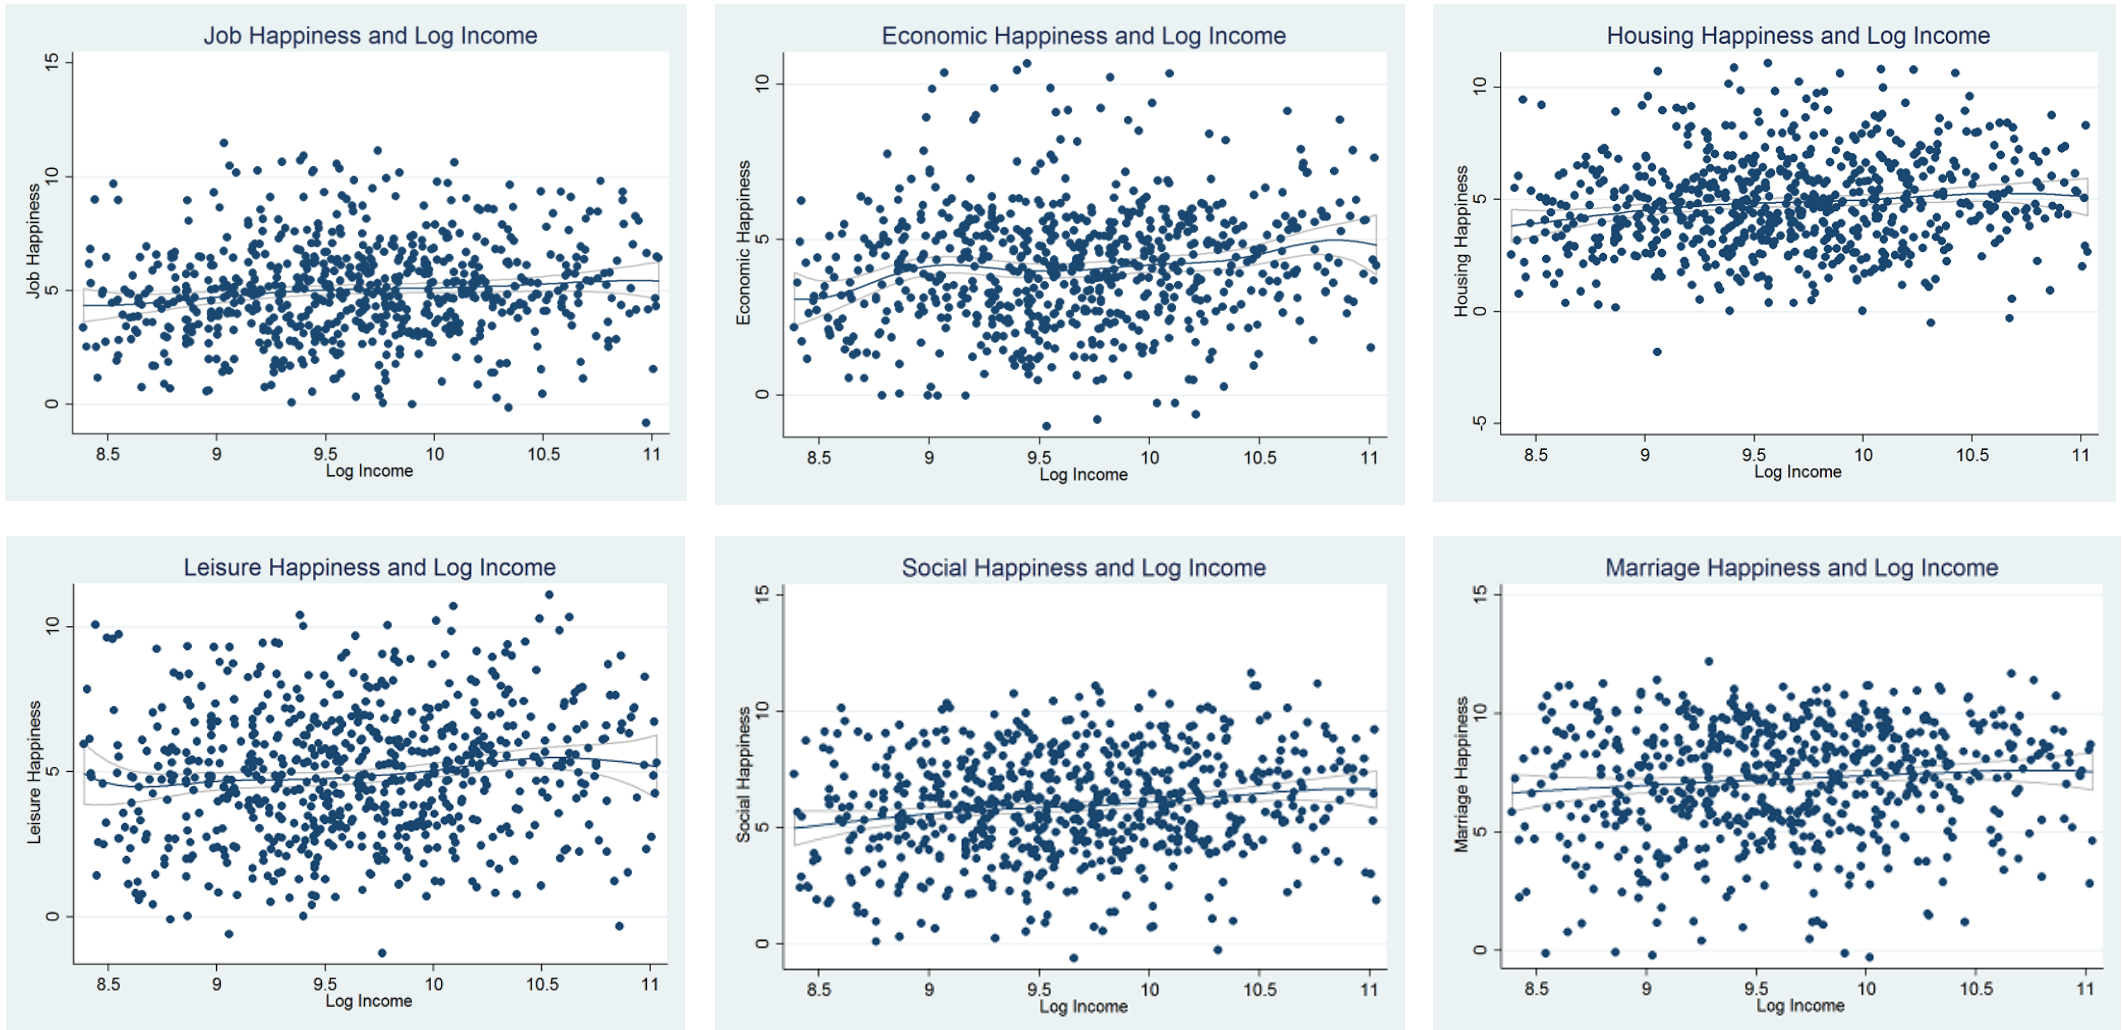 Job Happiness and Log Income
15
10
5
0
Job Happiness
8.5 9 9.5 10 10.5 11
Log Income
Economic Happiness and Log Income
10
5
0
Economic Happiness
8.5 9 9.5 10 10.5 11
Log Income
Housing Happiness and Log Income
10
5
0
-5
Housing Happiness
8.5 9 9.5 10 10.5 11
Log Income
Leisure Happiness and Log Income
10
5
0
Leisure Happiness
8.5 9 9.5 10 10.5 11
Log Income
Social Happiness and Log Income
15
10
5
0
Social Happiness
8.5 9 9.5 10 10.5 11
Log Income
Marriage Happiness and Log Income
15
10
5
0
Marriage Happiness
8.5 9 9.5 10 10.5 11
Log Income